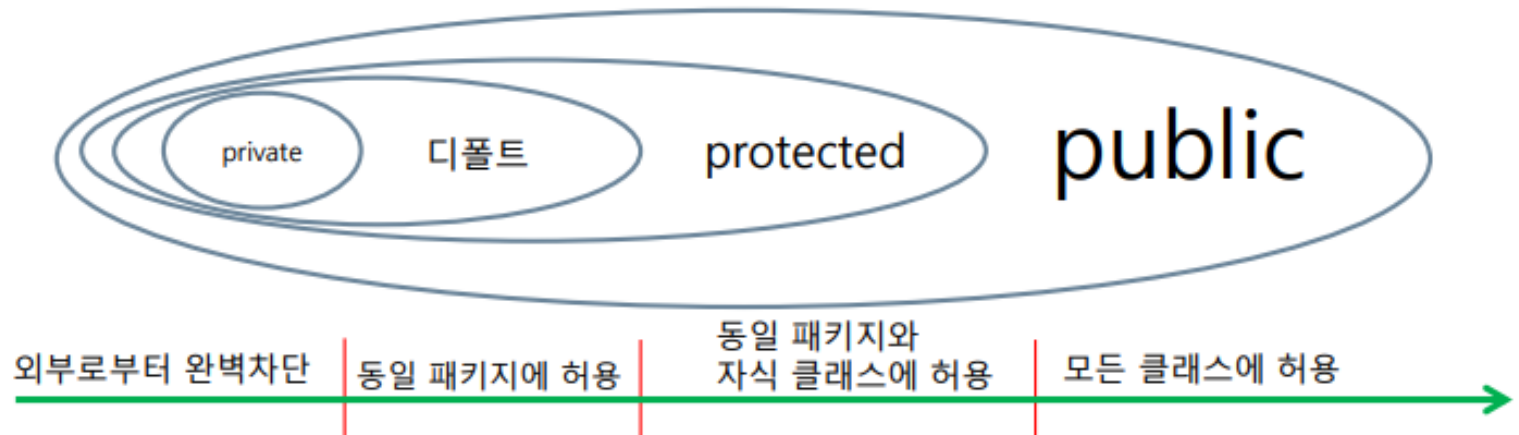 private 디폴트 protected public
외부로부터 완벽차단
동일 패키지에 허용
동일 패키지와
자식 클래스에 허용
모든 클래스에 허용